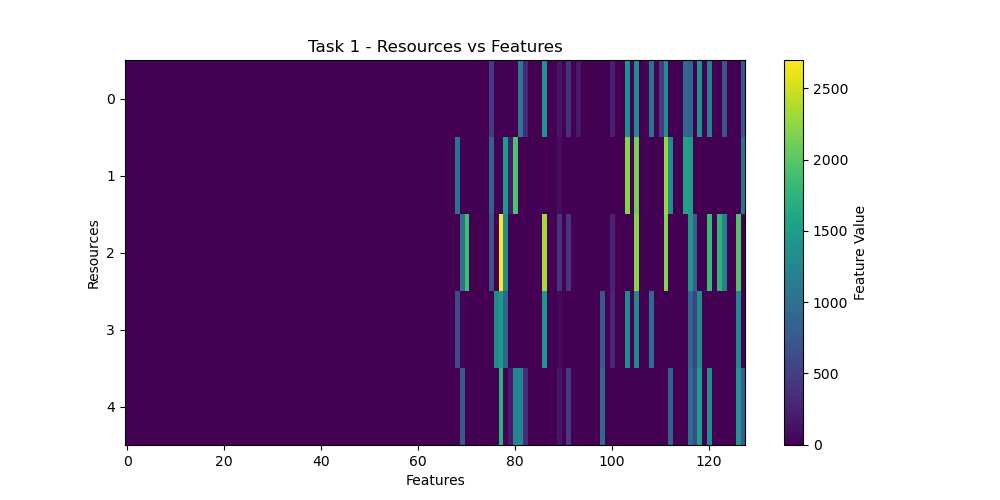 Task 1 - Resources vs Features
Resources
0
1
2
3
4
0 20 40 60 80 100 120
Features
2500
2000
1500
1000
500
0
Feature Value